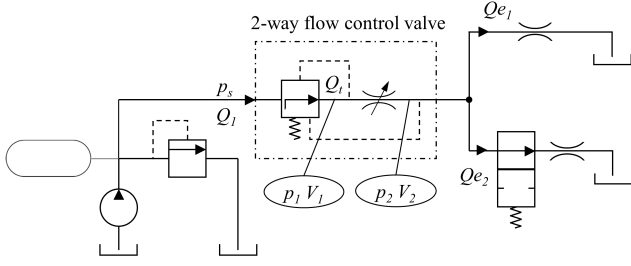 2-way flow control valve
Qe1
ps
Qt
Q1
p1 V1
p2 V2
Qe2